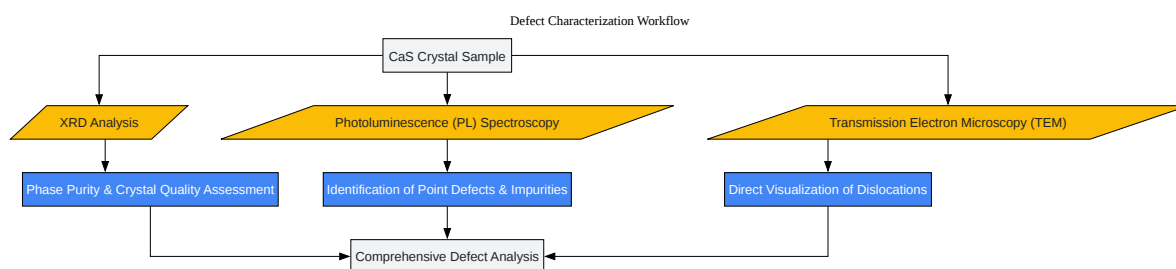 Defect Characterization Workflow
CaS Crystal Sample
XRD Analysis
Photoluminescence (PL) Spectroscopy
Transmission Electron Microscopy (TEM)
Phase Purity & Crystal Quality Assessment
Identification of Point Defects & Impurities
Direct Visualization of Dislocations
Comprehensive Defect Analysis